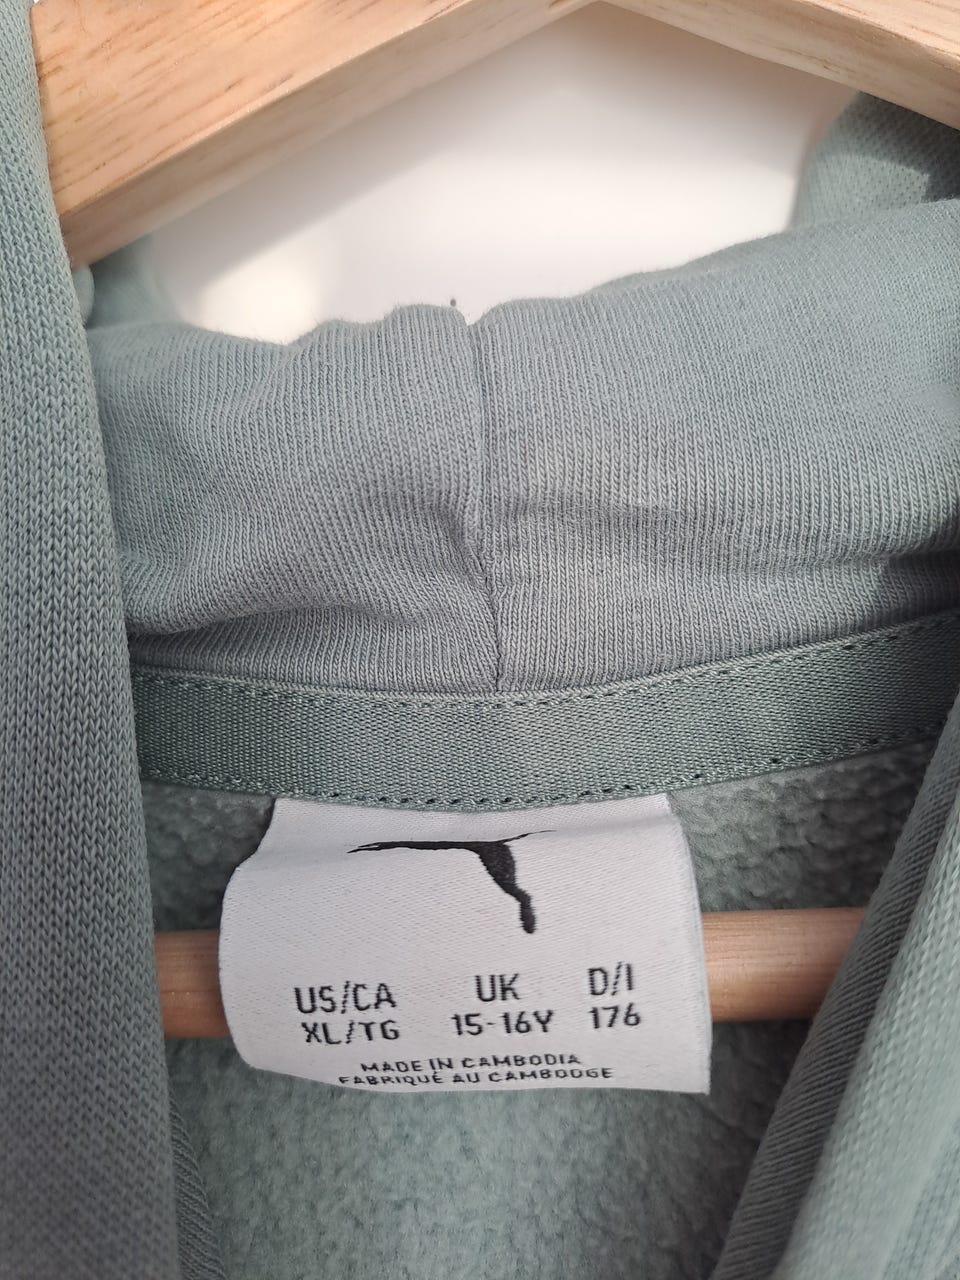 US/CA UK D/I
XL/TG 15-16Y 176
MADE IN CAMBODIA
FABRIQUÉ AU CAMBODGE